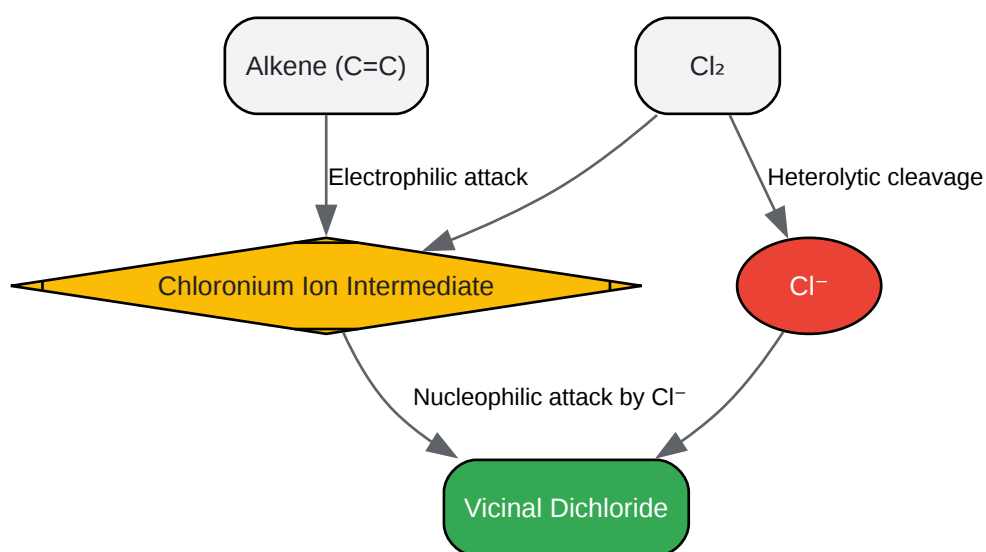 Alkene (C=C)
Cl₂
Electrophilic attack
Heterolytic cleavage
Chloronium Ion Intermediate
Cl⁻
Nucleophilic attack by Cl⁻
Vicinal Dichloride